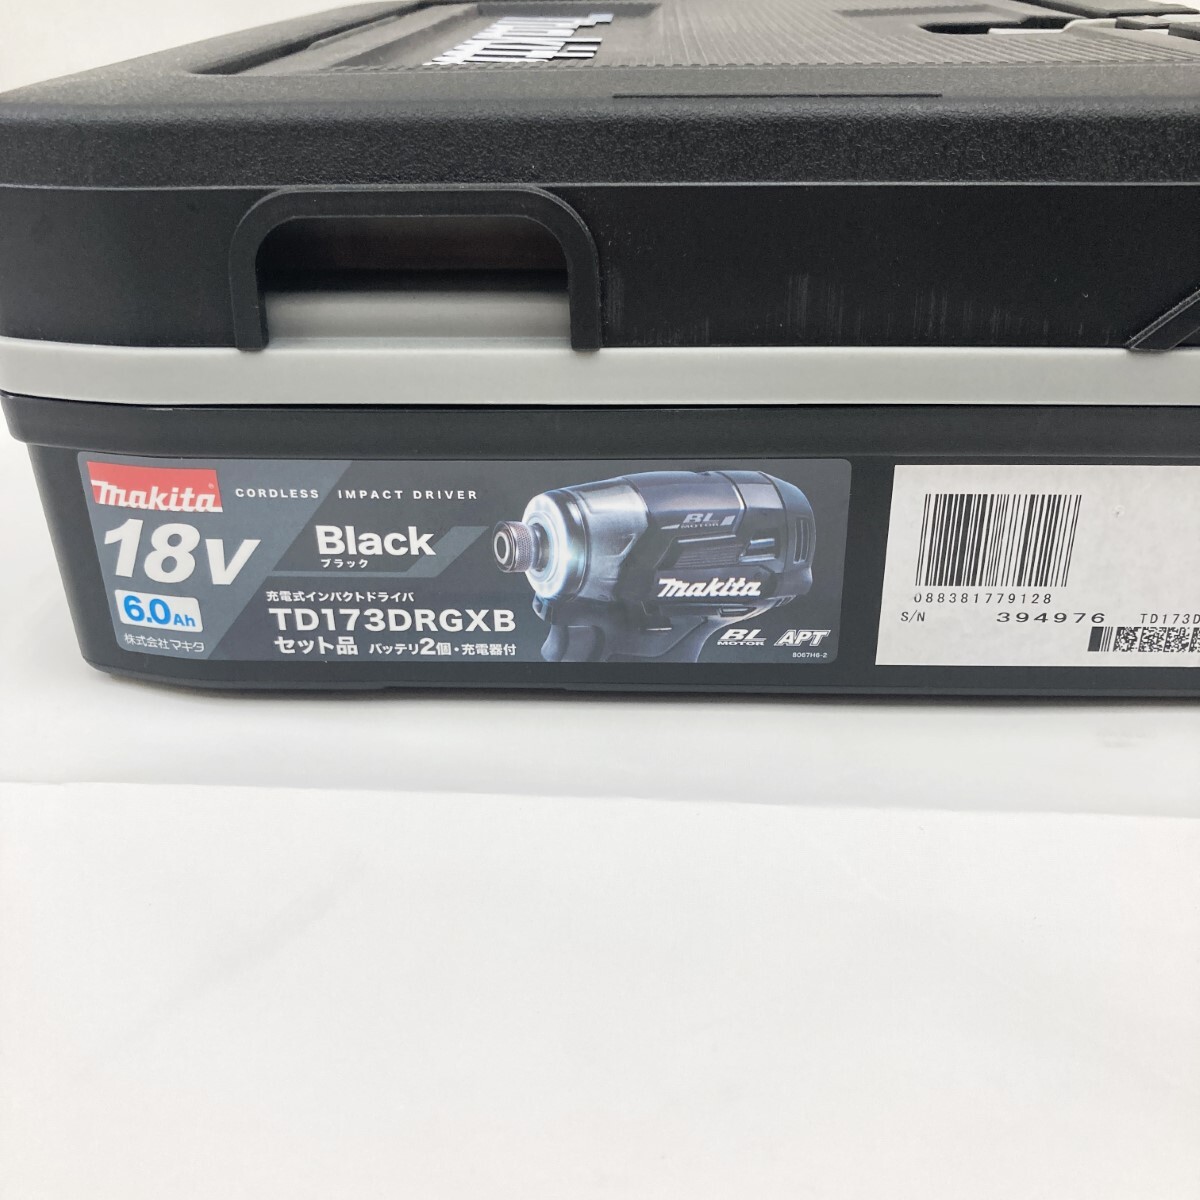 makita
makita
CORDLESS IMPACT DRIVER
18V
Black
ブラック
6.0Ah
充電式インパクトドライバ
TD173DRGXB
株式会社マキタ
セット品 バッテリ2個・充電器付
BL
MOTOR
makita
BL
MOTOR
APT
8067H6-2
088381779128
S/N 394976 TD173D